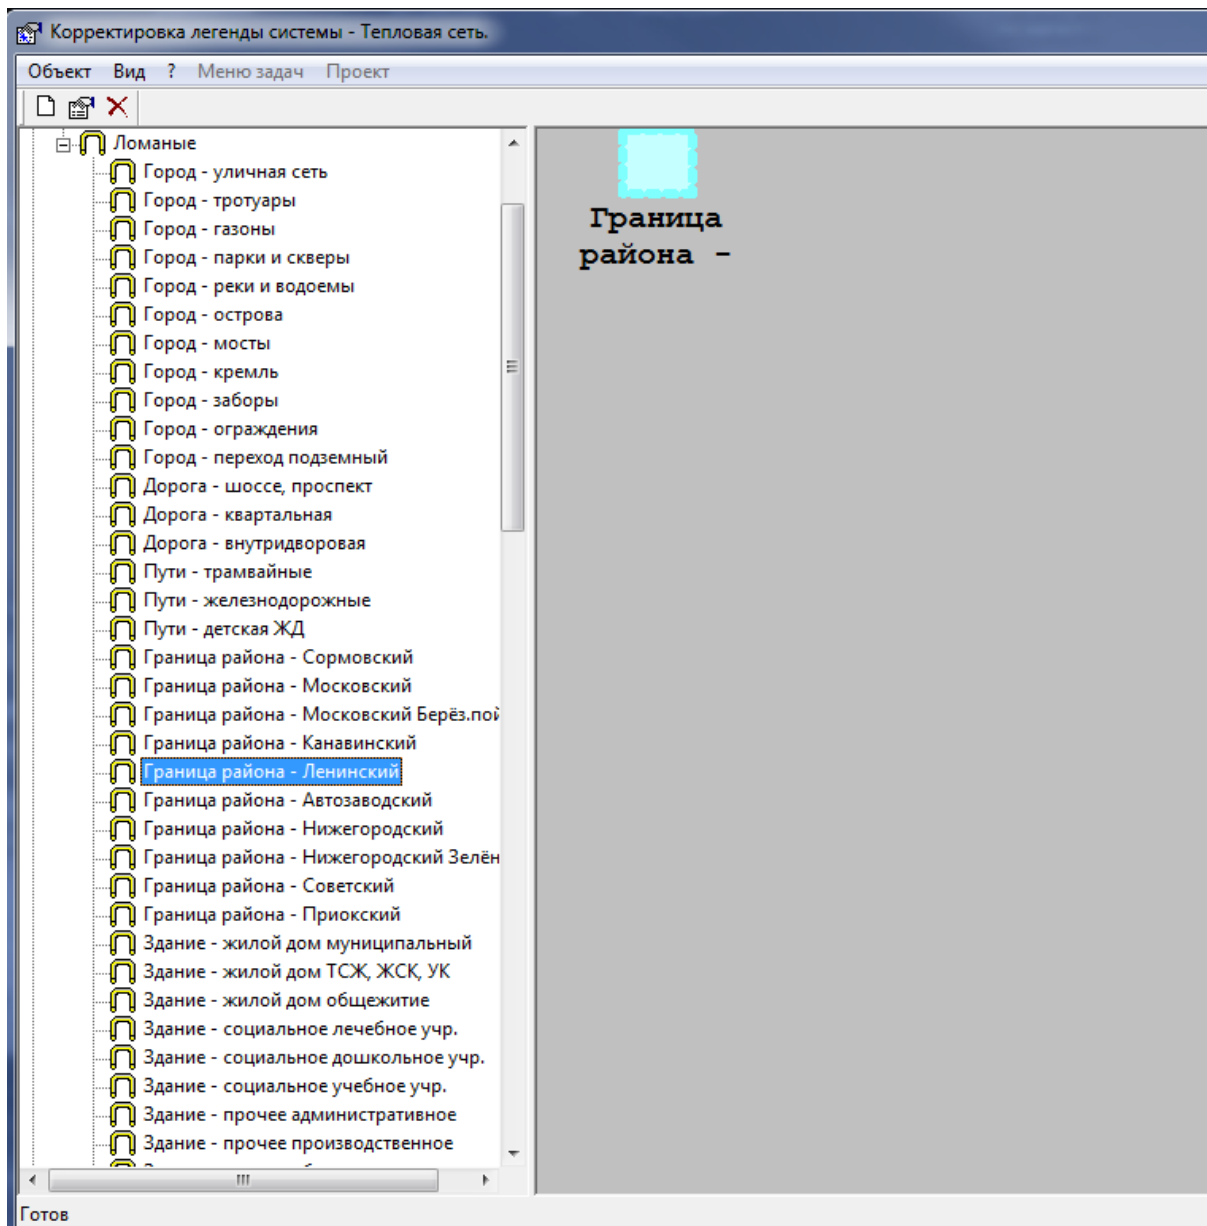 Корректировка легенды системы - Тепловая сеть.
Объект Вид ? Меню задач Проект
Ломаные
Город - уличная сеть
Город - тротуары
Город - газоны
Город - парки и скверы
Город - реки и водоемы
Город - острова
Город - мосты
Город - кремль
Город - заборы
Город - ограждения
Город - переход подземный
Дорога - шоссе, проспект
Дорога - квартальная
Дорога - внутридворовая
Пути - трамвайные
Пути - железнодорожные
Пути - детская ЖД
Граница района - Сормовский
Граница района - Московский
Граница района - Московский Берёз.пой
Граница района - Канавинский
Граница района - Ленинский
Граница района - Автозаводский
Граница района - Нижегородский
Граница района - Нижегородский Зелён
Граница района - Советский
Граница района - Приокский
Здание - жилой дом муниципальный
Здание - жилой дом ТСЖ, ЖСК, УК
Здание - жилой дом общежитие
Здание - социальное лечебное учр.
Здание - социальное дошкольное учр.
Здание - социальное учебное учр.
Здание - прочее административное
Здание - прочее производственное
Граница
района -
Готов